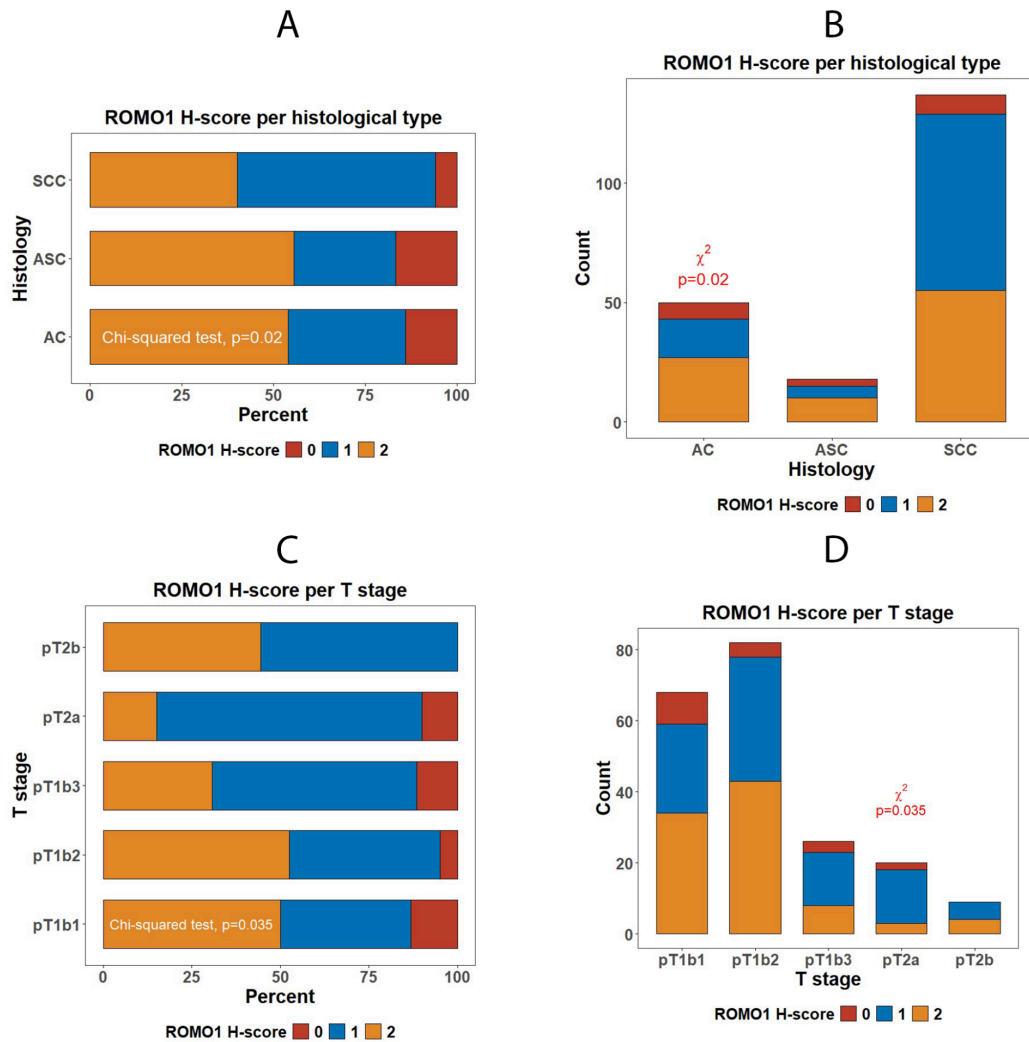 A
ROMO1 H-score per histological type
Histology
SCC
ASC
AC
Chi-squared test, p=0.02
0 25 50 75 100
Percent
ROMO1 H-score 0 1 2
B
ROMO1 H-score per histological type
Count
100
50
0
χ²
p=0.02
AC ASC SCC
Histology
ROMO1 H-score 0 1 2
C
ROMO1 H-score per T stage
T stage
pT2b
pT2a
pT1b3
pT1b2
pT1b1
Chi-squared test, p=0.035
0 25 50 75 100
Percent
ROMO1 H-score 0 1 2
D
ROMO1 H-score per T stage
Count
80
60
40
20
0
χ²
p=0.035
pT1b1 pT1b2 pT1b3 pT2a pT2b
T stage
ROMO1 H-score 0 1 2